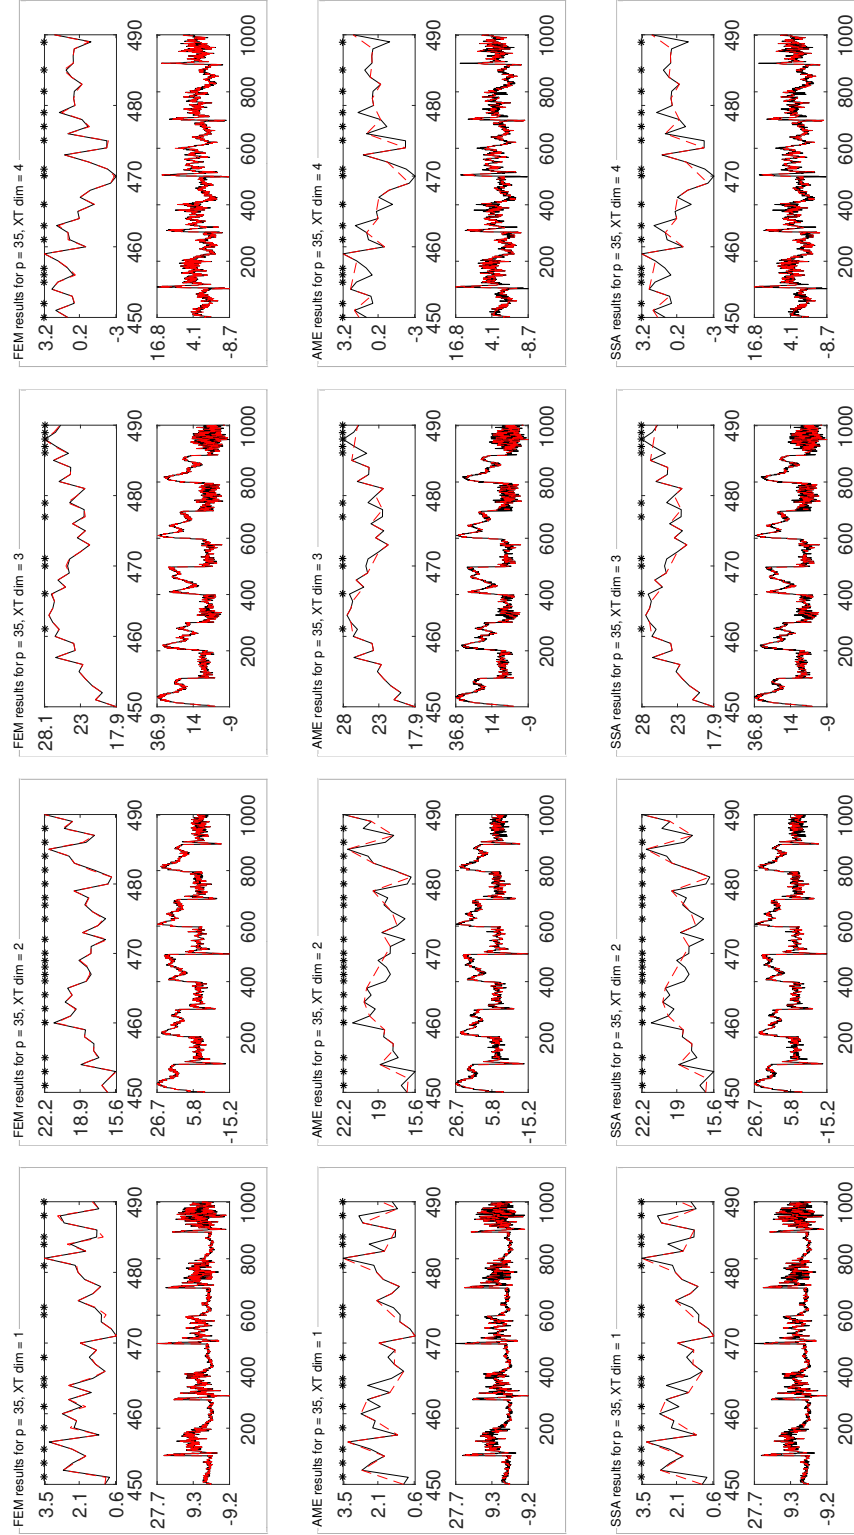 FEM results for p = 35, XT dim = 1
3.5
2.1
0.6
450 460 470 480 490
27.7
9.3
-9.2
200 400 600 800 1000
FEM results for p = 35, XT dim = 2
22.2
18.9
15.6
450 460 470 480 490
26.7
5.8
-15.2
200 400 600 800 1000
FEM results for p = 35, XT dim = 3
28.1
23
17.9
450 460 470 480 490
36.9
14
-9
200 400 600 800 1000
FEM results for p = 35, XT dim = 4
3.2
0.2
-3
450 460 470 480 490
16.8
4.1
-8.7
200 400 600 800 1000
AME results for p = 35, XT dim = 1
3.5
2.1
0.6
450 460 470 480 490
27.7
9.3
-9.2
200 400 600 800 1000
AME results for p = 35, XT dim = 2
22.2
19
15.6
450 460 470 480 490
26.7
5.8
-15.2
200 400 600 800 1000
AME results for p = 35, XT dim = 3
28
23
17.9
450 460 470 480 490
36.8
14
-9
200 400 600 800 1000
AME results for p = 35, XT dim = 4
3.2
0.2
-3
450 460 470 480 490
16.8
4.1
-8.7
200 400 600 800 1000
SSA results for p = 35, XT dim = 1
3.5
2.1
0.6
450 460 470 480 490
27.7
9.3
-9.2
200 400 600 800 1000
SSA results for p = 35, XT dim = 2
22.2
19
15.6
450 460 470 480 490
26.7
5.8
-15.2
200 400 600 800 1000
SSA results for p = 35, XT dim = 3
28
23
17.9
450 460 470 480 490
36.8
14
-9
200 400 600 800 1000
SSA results for p = 35, XT dim = 4
3.2
0.2
-3
450 460 470 480 490
16.8
4.1
-8.7
200 400 600 800 1000